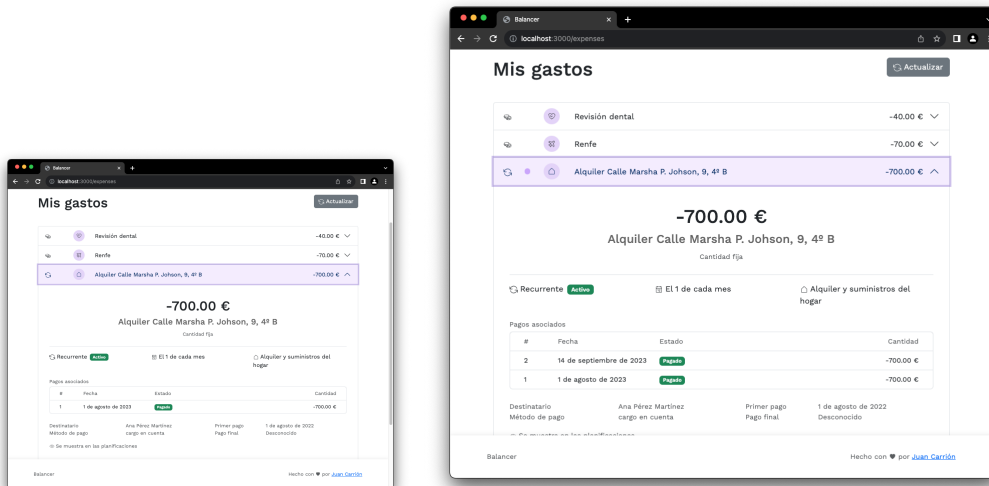 Balancer
localhost:3000/expenses
Mis gastos
Actualizar
Revisión dental -40.00 €
Renfe -70.00 €
Alquiler Calle Marsha P. Johson, 9, 4º B -700.00 €
-700.00 €
Alquiler Calle Marsha P. Johson, 9, 4º B
Cantidad fija
Recurrente Activo El 1 de cada mes Alquiler y suministros del
hogar
Pagos asociados
# Fecha Estado Cantidad
1 1 de agosto de 2023 Pagado -700.00 €
Destinatario Ana Pérez Martínez Primer pago 1 de agosto de 2022
Método de pago cargo en cuenta Pago final Desconocido
Se muestra en las planificaciones
Balancer Hecho con ♥ por Juan Carrión
Balancer
localhost:3000/expenses
Mis gastos
Actualizar
Revisión dental -40.00 €
Renfe -70.00 €
Alquiler Calle Marsha P. Johson, 9, 4º B -700.00 €
-700.00 €
Alquiler Calle Marsha P. Johson, 9, 4º B
Cantidad fija
Recurrente Activo El 1 de cada mes Alquiler y suministros del
hogar
Pagos asociados
# Fecha Estado Cantidad
2 14 de septiembre de 2023 Pagado -700.00 €
1 1 de agosto de 2023 Pagado -700.00 €
Destinatario Ana Pérez Martínez Primer pago 1 de agosto de 2022
Método de pago cargo en cuenta Pago final Desconocido
Se muestra en las planificaciones
Balancer Hecho con ♥ por Juan Carrión